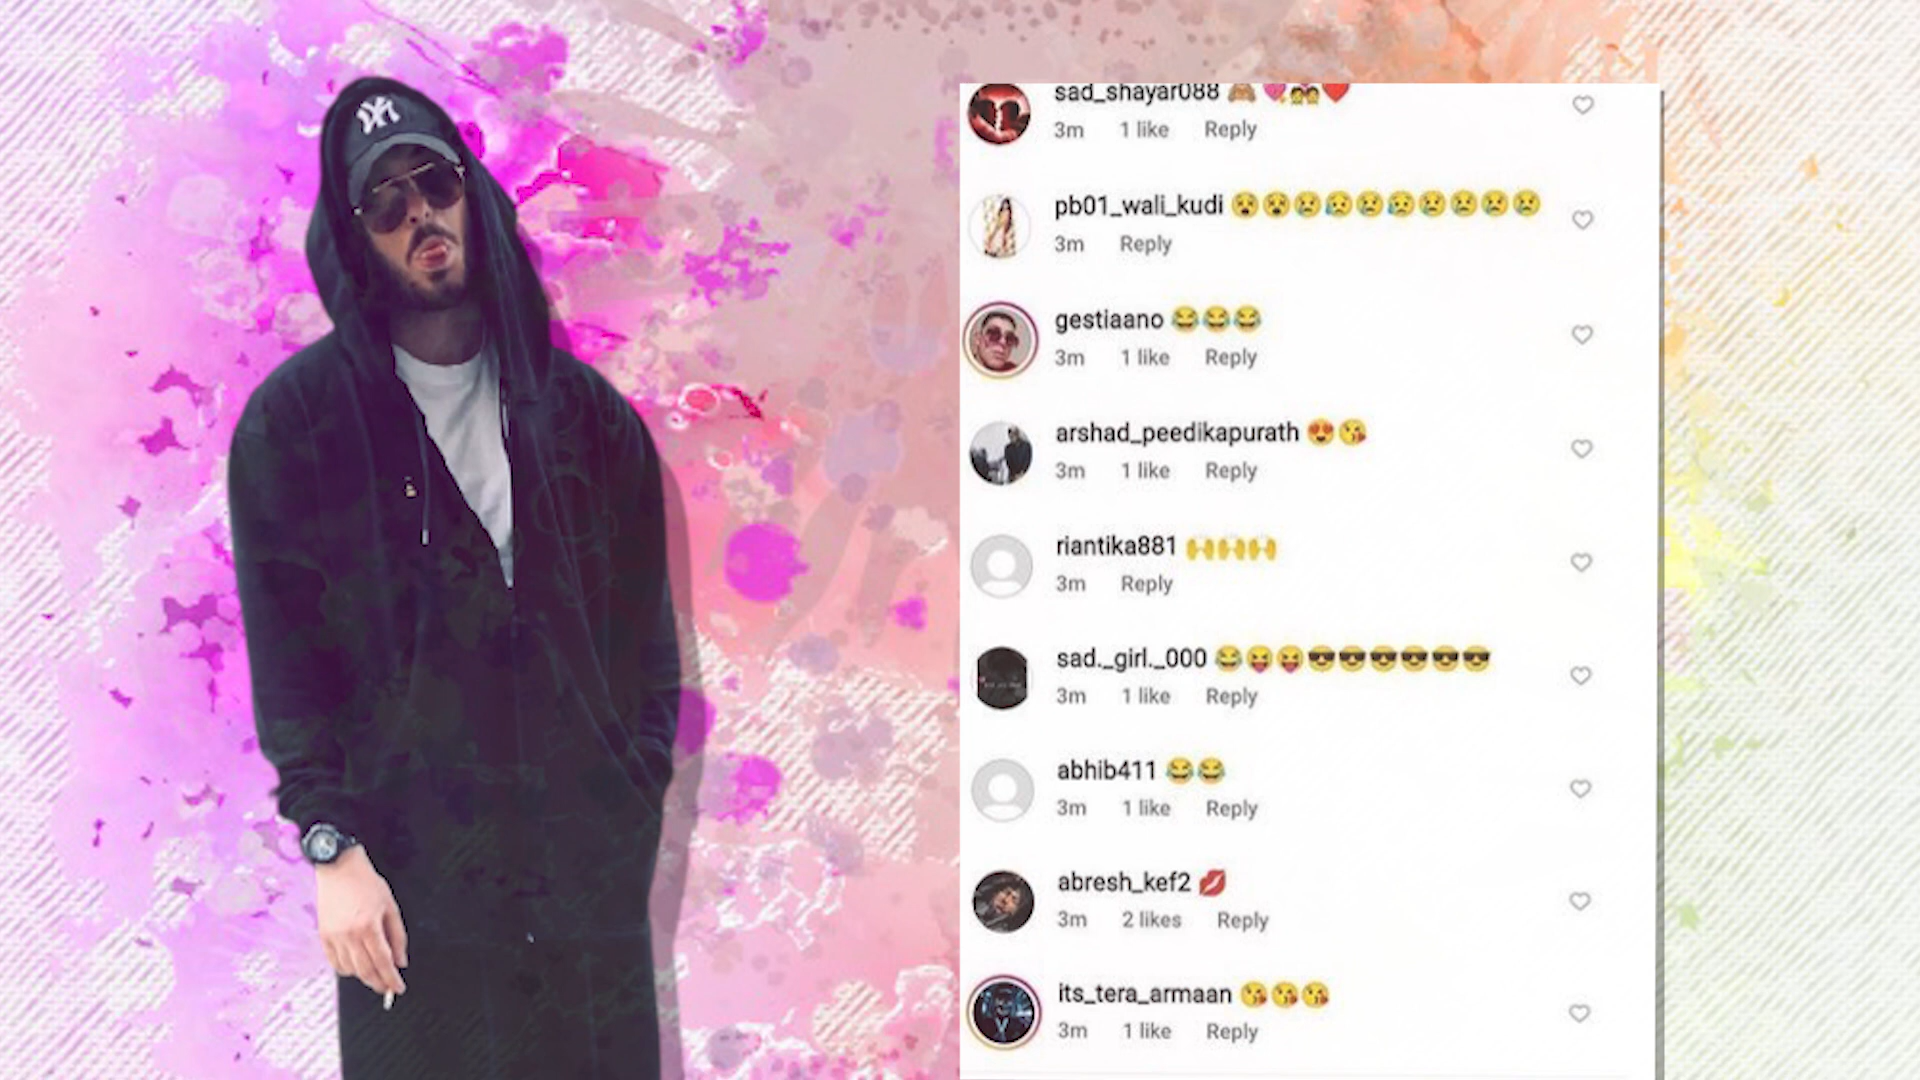 NY
sad_shayar088 🙈 💘💑❤️
3m 1 like Reply
pb01_wali_kudi 😵😵😢😥😢😥😢😢😢😢
3m Reply
gestiaano 😂😂😂
3m 1 like Reply
arshad_peedikapurath 😍😘
3m 1 like Reply
riantika881 🙌🙌🙌
3m Reply
sad._girl._000 😂😝😝😎😎😎😎😎😎
3m 1 like Reply
abhib411 😂😂
3m 1 like Reply
abresh_kef2 💋
3m 2 likes Reply
its_tera_armaan 😘😘😘
3m 1 like Reply